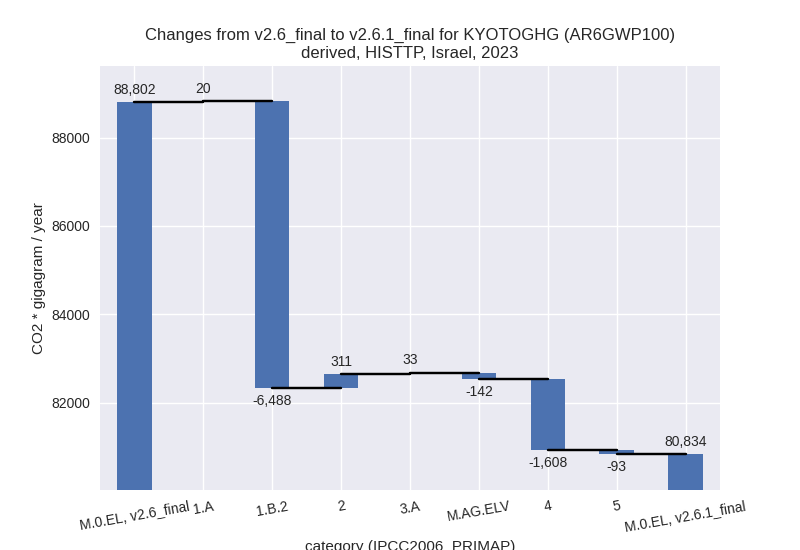 Changes from v2.6_final to v2.6.1_final for KYOTOGHG (AR6GWP100)
derived, HISTTP, Israel, 2023
CO2 * gigagram / year
88000
86000
84000
82000
88,802
20
-6,488
311
33
-142
-1,608
-93
80,834
M.0.EL, v2.6_final
1.A
1.B.2
2
3.A
M.AG.ELV
4
5
M.0.EL, v2.6.1_final
category (IPCC2006_PRIMAP)